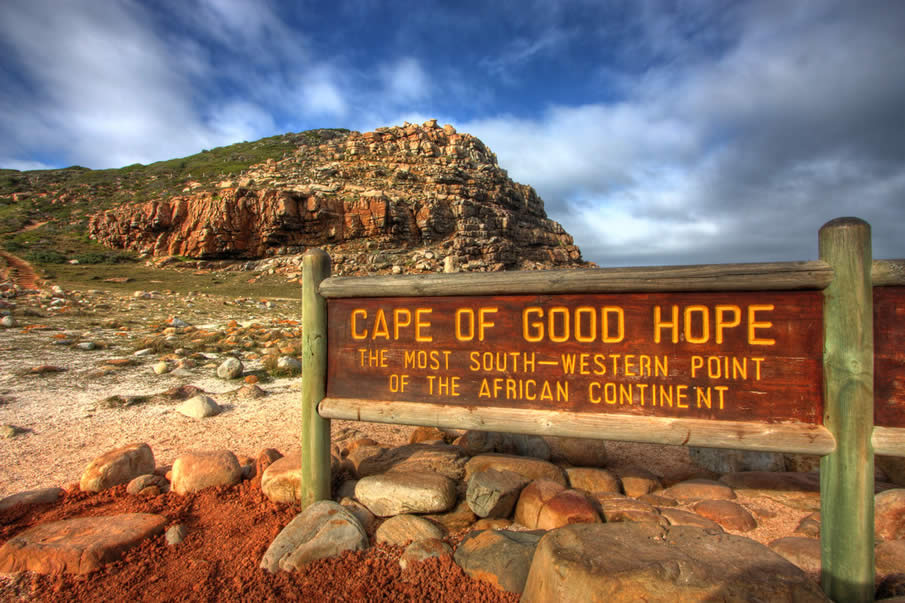 CAPE OF GOOD HOPE
THE MOST SOUTH-WESTERN POINT
OF THE AFRICAN CONTINENT